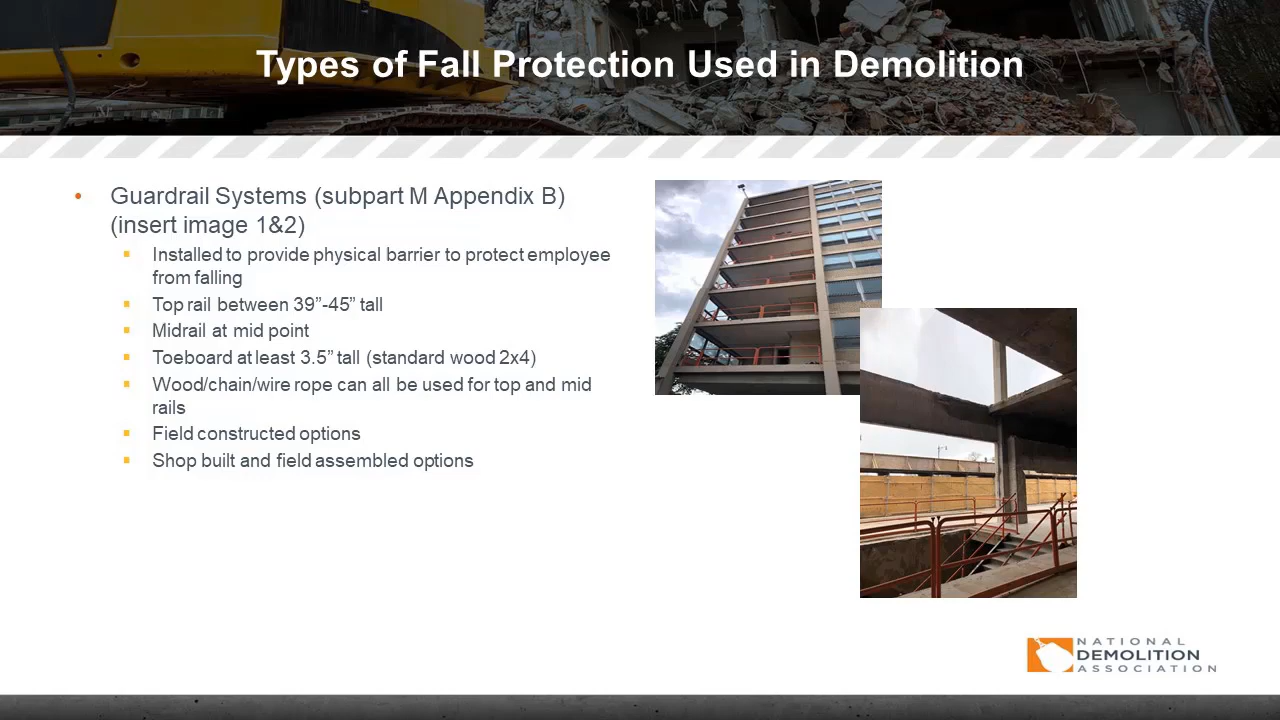 Types of Fall Protection Used in Demolition
• Guardrail Systems (subpart M Appendix B)
(insert image 1&2)
▪ Installed to provide physical barrier to protect employee
from falling
▪ Top rail between 39”-45” tall
▪ Midrail at mid point
▪ Toeboard at least 3.5” tall (standard wood 2x4)
▪ Wood/chain/wire rope can all be used for top and mid
rails
▪ Field constructed options
▪ Shop built and field assembled options
NATIONAL
DEMOLITION
ASSOCIATION